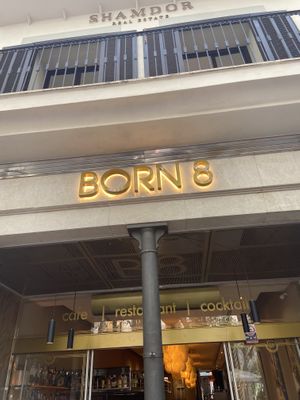 SHAMDOR
REAL ESTATE
BORN 8
cafe | restaurant | cocktail